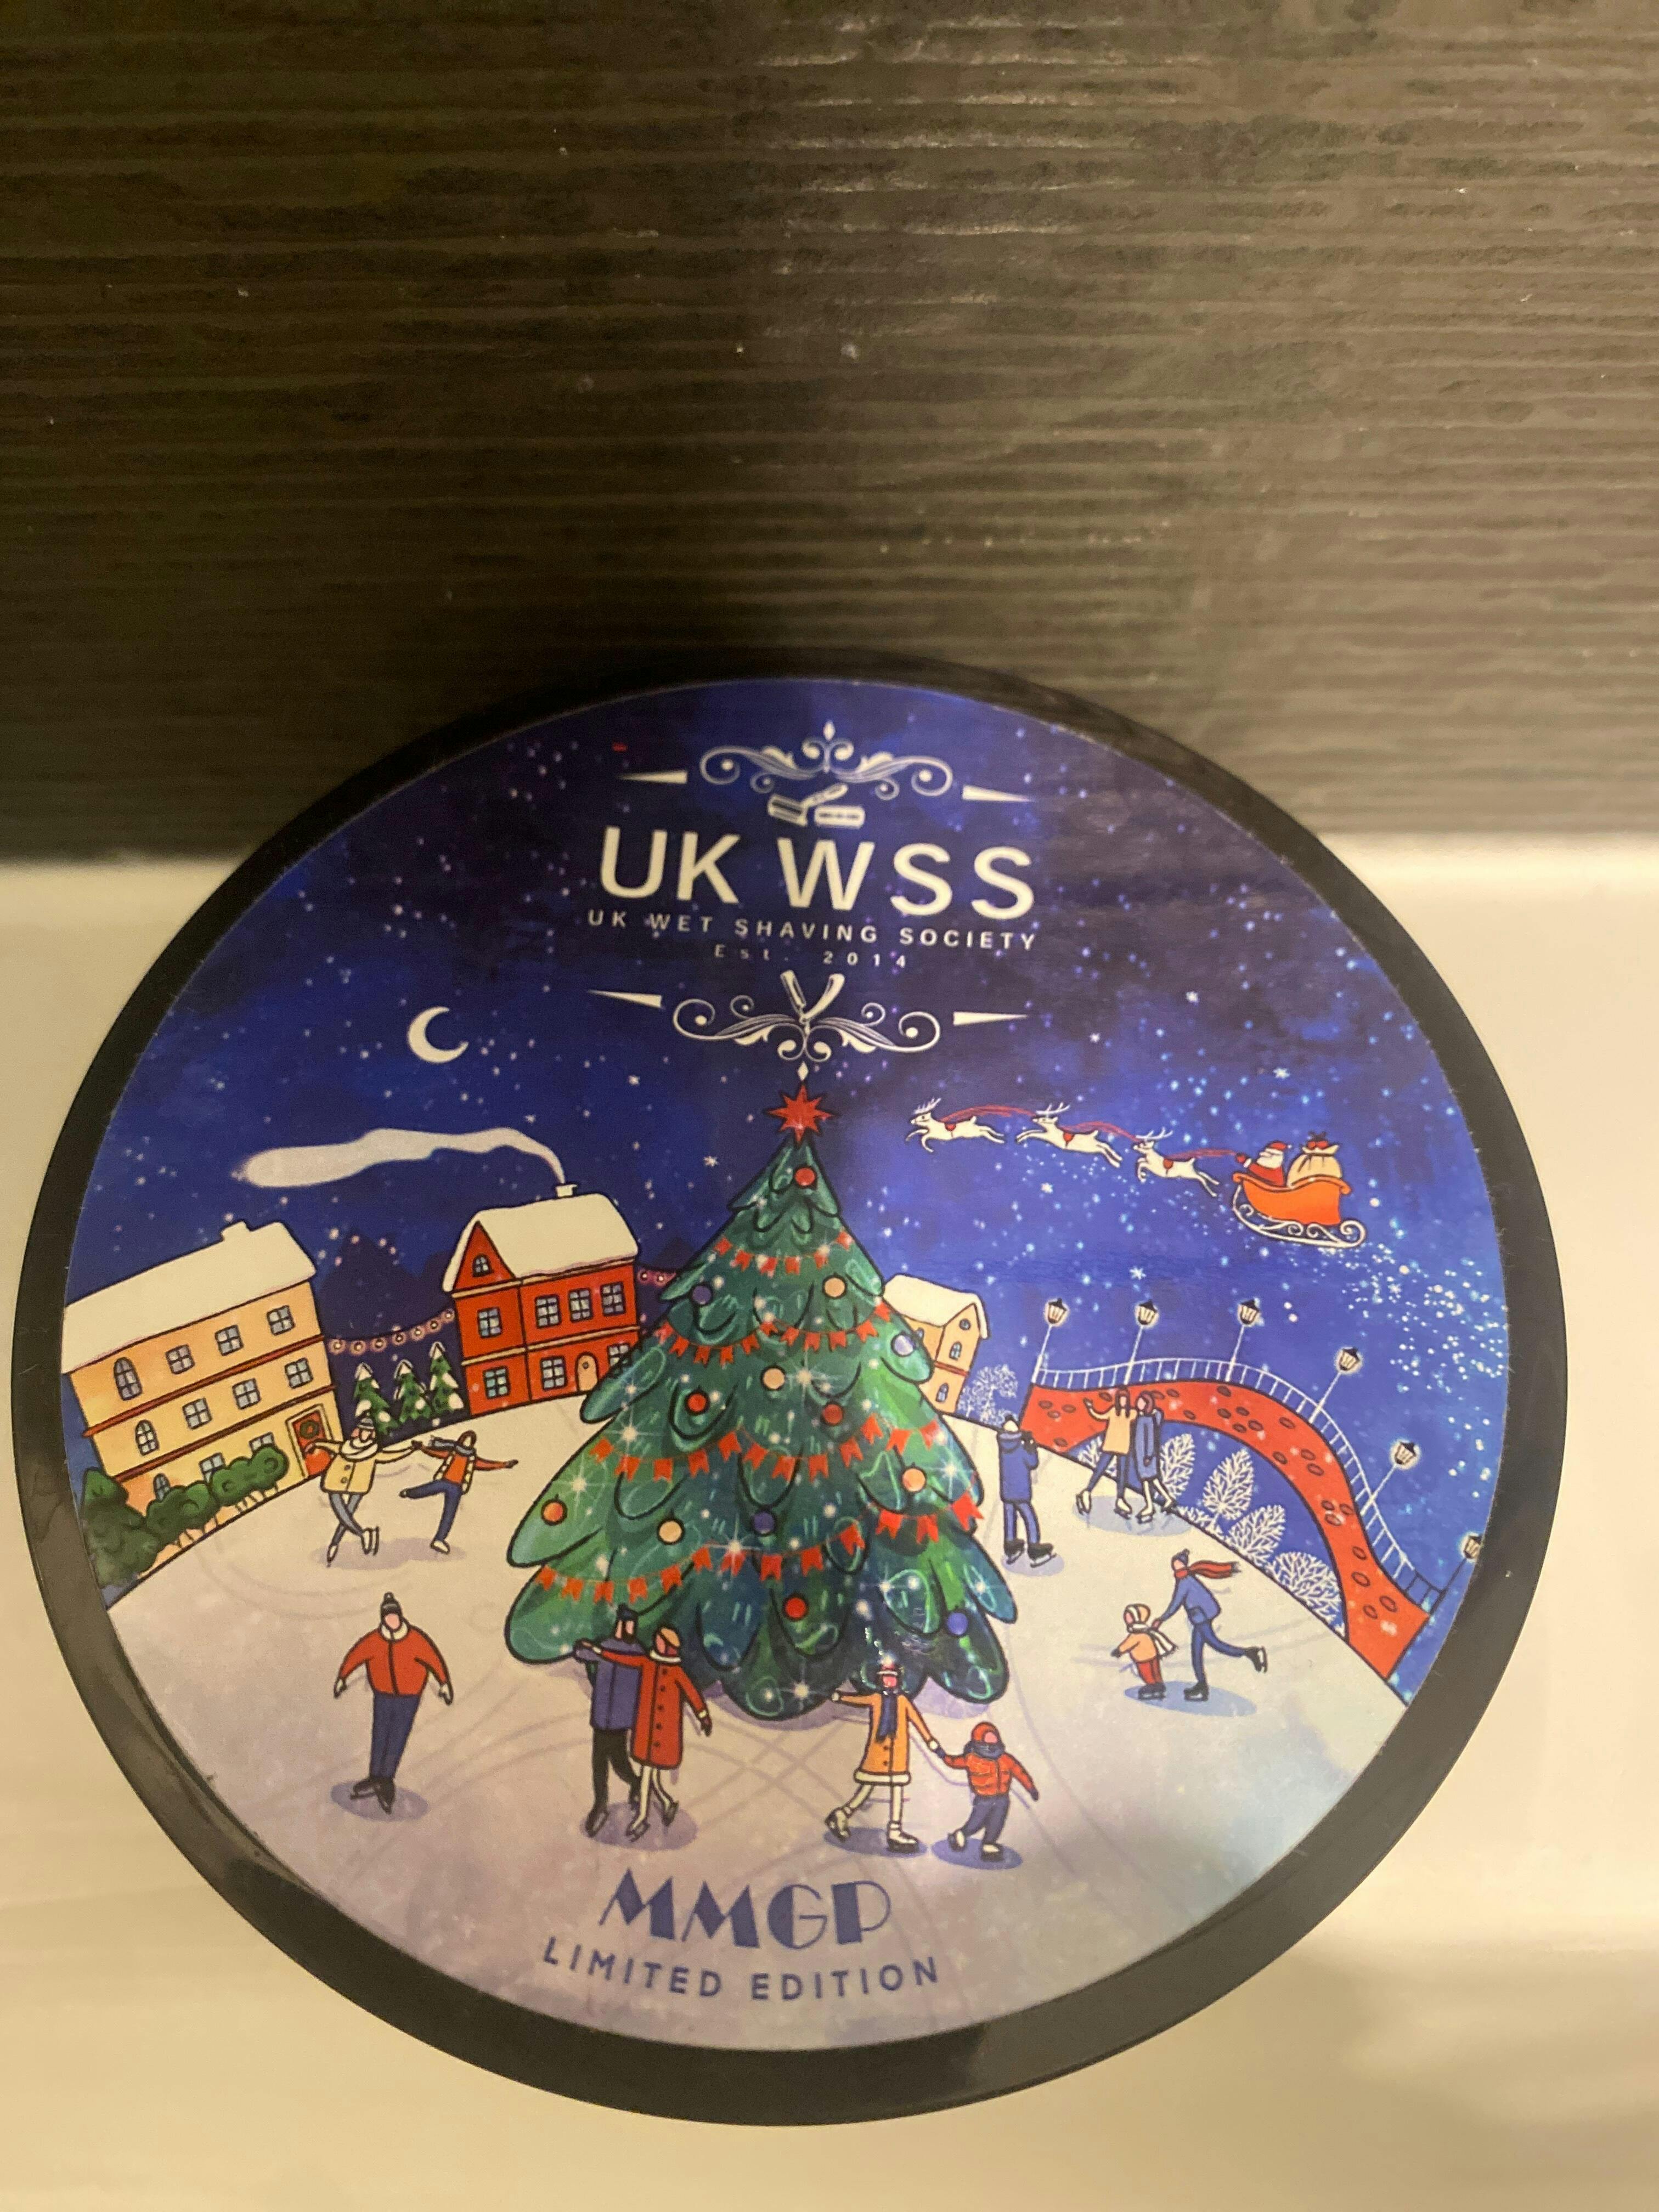 UK WSS
UK WET SHAVING SOCIETY
Est. 2014
MMGP
LIMITED EDITION